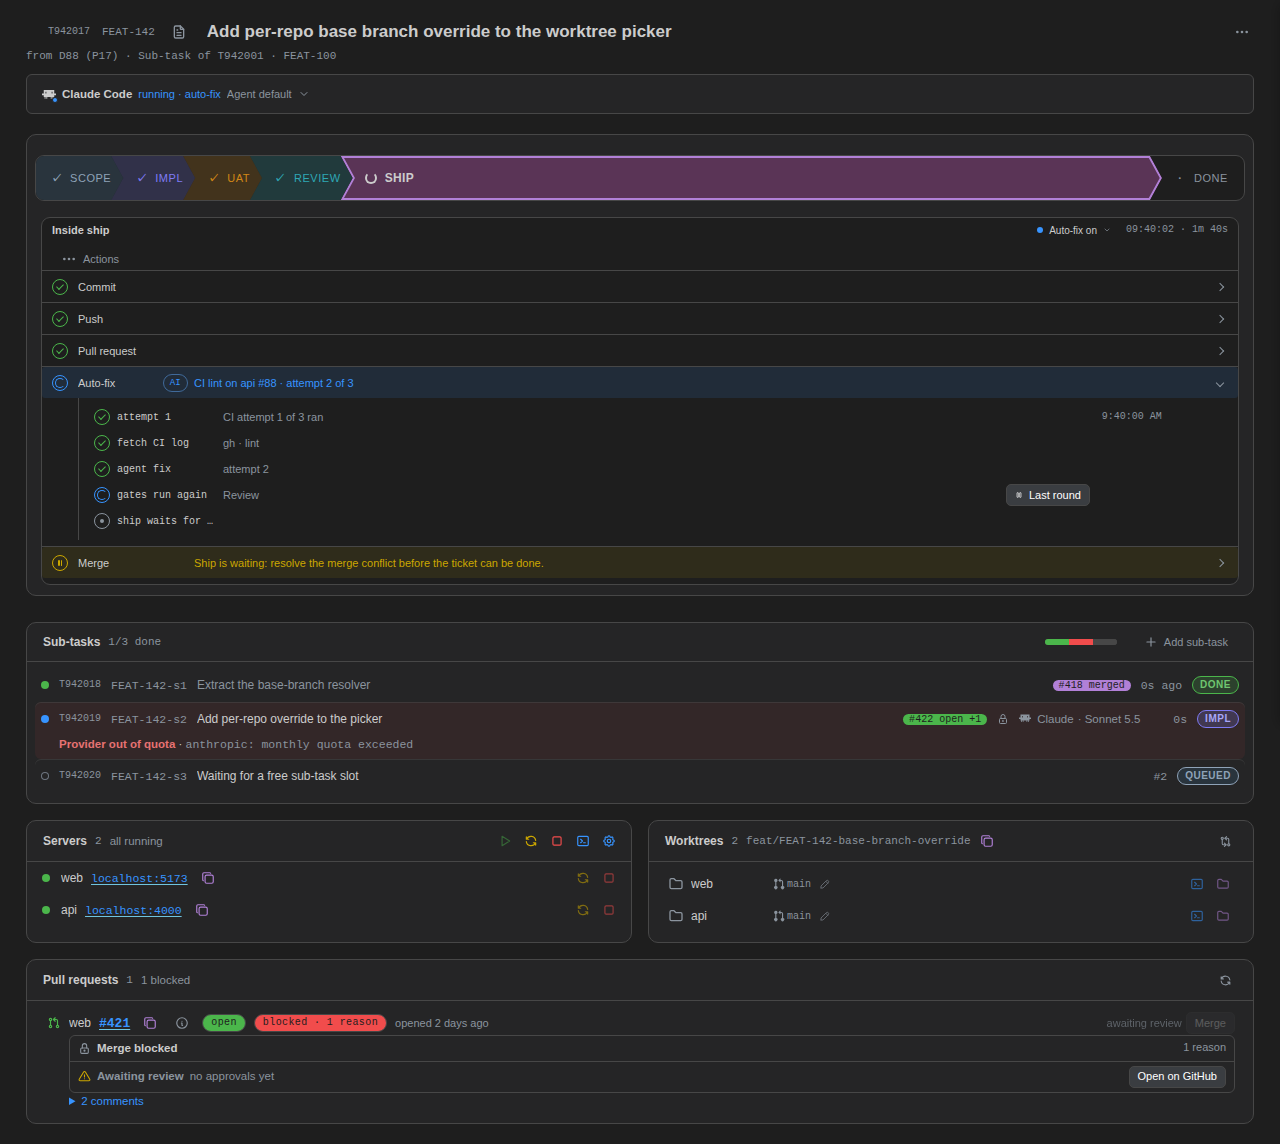 T942017 FEAT-142 Add per-repo base branch override to the worktree picker
from D88 (P17) · Sub-task of T942001 · FEAT-100
Claude Code running · auto-fix Agent default
SCOPE IMPL UAT REVIEW SHIP DONE
Inside ship Auto-fix on 09:40:02 · 1m 40s
Actions
Commit
Push
Pull request
Auto-fix AI CI lint on api #88 · attempt 2 of 3
attempt 1 CI attempt 1 of 3 ran 9:40:00 AM
fetch CI log gh · lint
agent fix attempt 2
gates run again Review Last round
ship waits for …
Merge Ship is waiting: resolve the merge conflict before the ticket can be done.
Sub-tasks 1/3 done Add sub-task
T942018 FEAT-142-s1 Extract the base-branch resolver #418 merged 0s ago DONE
T942019 FEAT-142-s2 Add per-repo override to the picker #422 open +1 Claude · Sonnet 5.5 0s IMPL
Provider out of quota · anthropic: monthly quota exceeded
T942020 FEAT-142-s3 Waiting for a free sub-task slot #2 QUEUED
Servers 2 all running
web localhost:5173
api localhost:4000
Worktrees 2 feat/FEAT-142-base-branch-override
web main
api main
Pull requests 1 1 blocked
web #421 open blocked · 1 reason opened 2 days ago awaiting review Merge
Merge blocked 1 reason
Awaiting review no approvals yet Open on GitHub
2 comments